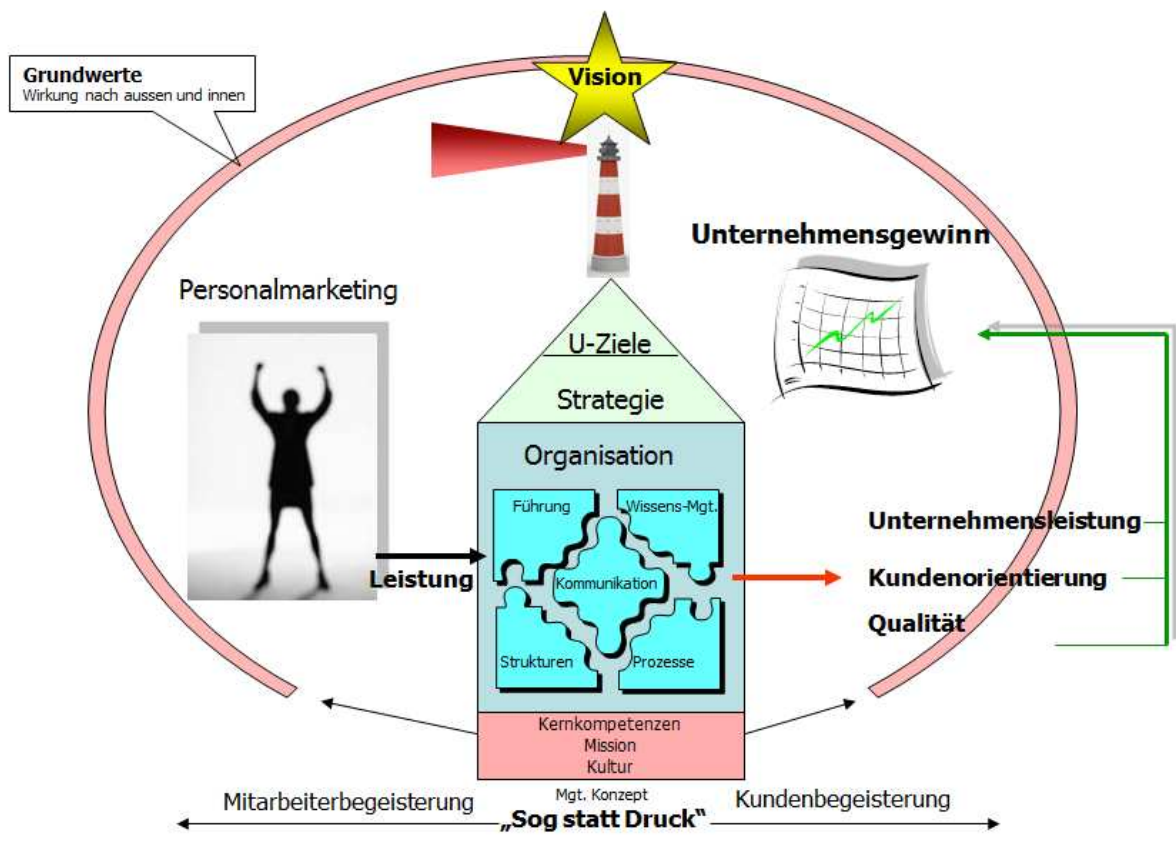 Grundwerte
Wirkung nach aussen und innen
Vision
Unternehmensgewinn
Personalmarketing
U-Ziele
Strategie
Organisation
Führung
Wissens-Mgt.
Kommunikation
Strukturen
Prozesse
Leistung
Unternehmensleistung
Kundenorientierung
Qualität
Kernkompetenzen
Mission
Kultur
Mitarbeiterbegeisterung
Mgt. Konzept
Kundenbegeisterung
„Sog statt Druck“